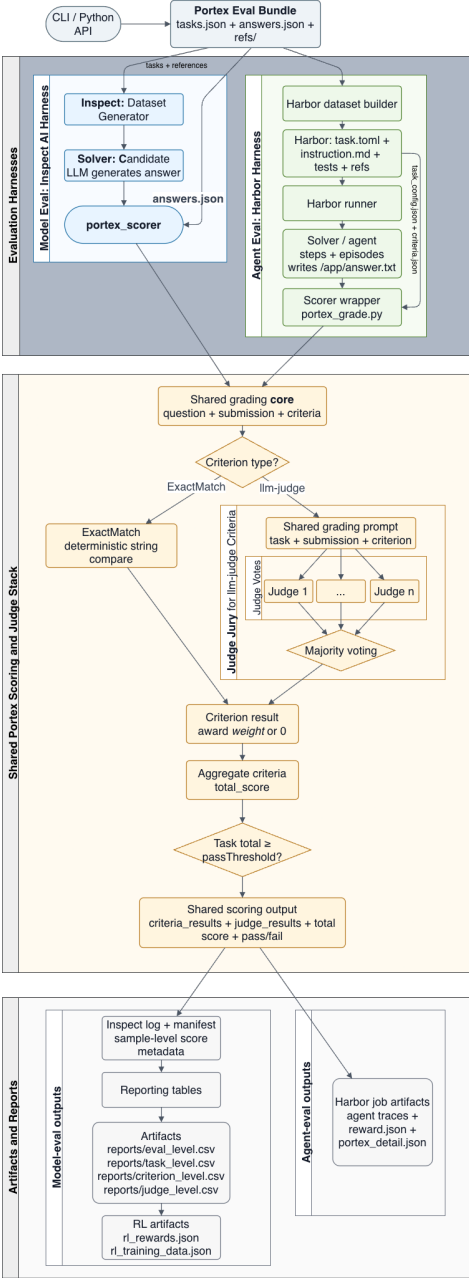 CLI / Python
API
Portex Eval Bundle
tasks.json + answers.json +
refs/
tasks + references
Evaluation Harnesses
Model Eval: Inspect AI Harness
Inspect: Dataset
Generator
Solver: Candidate
LLM generates answer
answers.json
portex_scorer
Agent Eval: Harbor Harness
Harbor dataset builder
Harbor: task.toml +
instruction.md +
tests + refs
task_config.json + criteria.json
Harbor runner
Solver / agent
steps + episodes
writes /app/answer.txt
Scorer wrapper
portex_grade.py
Shared Portex Scoring and Judge Stack
Shared grading core
question + submission + criteria
Criterion type?
ExactMatch
llm-judge
ExactMatch
deterministic string
compare
Judge Jury for llm-judge Criteria
Shared grading prompt
task + submission + criterion
Judge Votes
Judge 1
...
Judge n
Majority voting
Criterion result
award weight or 0
Aggregate criteria
total_score
Task total ≥
passThreshold?
Shared scoring output
criteria_results + judge_results + total
score + pass/fail
Artifacts and Reports
Model-eval outputs
Inspect log + manifest
sample-level score
metadata
Reporting tables
Artifacts
reports/eval_level.csv
reports/task_level.csv
reports/criterion_level.csv
reports/judge_level.csv
RL artifacts
rl_rewards.json
rl_training_data.json
Agent-eval outputs
Harbor job artifacts
agent traces +
reward.json +
portex_detail.json